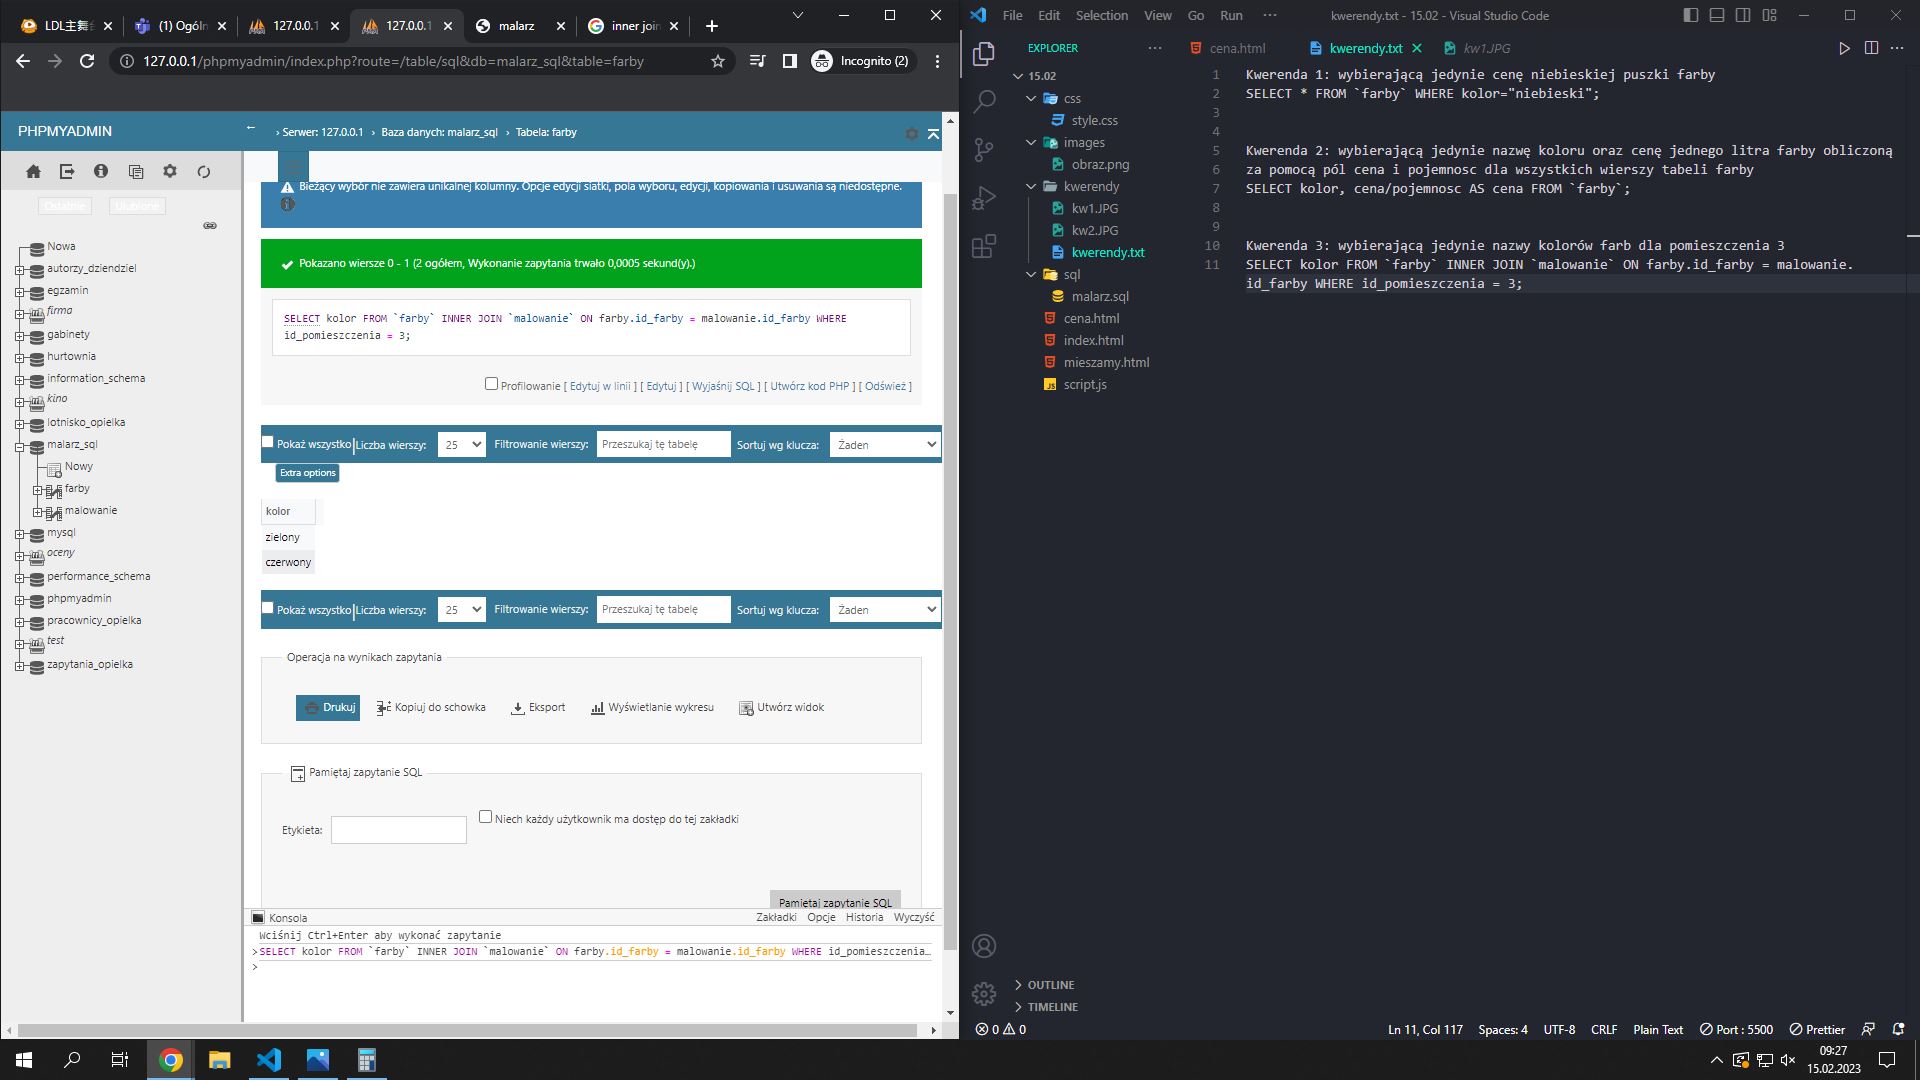 LDL主舞台
(1) Ogóln
127.0.0.1
127.0.0.1
malarz
inner join
127.0.0.1/phpmyadmin/index.php?route=/table/sql&db=malarz_sql&table=farby
Incognito (2)
PHPMYADMIN
Ostatnie
Ulubione
Nowa
autorzy_dziendziel
egzamin
firma
gabinety
hurtownia
information_schema
kino
lotnisko_opielka
malarz_sql
Nowy
farby
malowanie
mysql
oceny
performance_schema
phpmyadmin
pracownicy_opielka
test
zapytania_opielka
← › Serwer: 127.0.0.1 › Baza danych: malarz_sql › Tabela: farby
Bieżący wybór nie zawiera unikalnej kolumny. Opcje edycji siatki, pola wyboru, edycji, kopiowania i usuwania są niedostępne.
Pokazano wiersze 0 - 1 (2 ogółem, Wykonanie zapytania trwało 0,0005 sekund(y).)
SELECT kolor FROM `farby` INNER JOIN `malowanie` ON farby.id_farby = malowanie.id_farby WHERE
id_pomieszczenia = 3;
Profilowanie [ Edytuj w linii ] [ Edytuj ] [ Wyjaśnij SQL ] [ Utwórz kod PHP ] [ Odśwież ]
Pokaż wszystko Liczba wierszy: 25 Filtrowanie wierszy: Przeszukaj tę tabelę Sortuj wg klucza: Żaden
Extra options
kolor
zielony
czerwony
Pokaż wszystko Liczba wierszy: 25 Filtrowanie wierszy: Przeszukaj tę tabelę Sortuj wg klucza: Żaden
Operacja na wynikach zapytania
Drukuj Kopiuj do schowka Eksport Wyświetlanie wykresu Utwórz widok
Pamiętaj zapytanie SQL
Etykieta: Niech każdy użytkownik ma dostęp do tej zakładki
Pamiętaj zapytanie SQL
Konsola Zakładki Opcje Historia Wyczyść
Wciśnij Ctrl+Enter aby wykonać zapytanie
>SELECT kolor FROM `farby` INNER JOIN `malowanie` ON farby.id_farby = malowanie.id_farby WHERE id_pomieszczenia…
>
File Edit Selection View Go Run ··· kwerendy.txt - 15.02 - Visual Studio Code
EXPLORER ···
15.02
css
style.css
images
obraz.png
kwerendy
kw1.JPG
kw2.JPG
kwerendy.txt
sql
malarz.sql
cena.html
index.html
mieszamy.html
script.js
OUTLINE
TIMELINE
cena.html kwerendy.txt kw1.JPG
1 Kwerenda 1: wybierającą jedynie cenę niebieskiej puszki farby
2 SELECT * FROM `farby` WHERE kolor="niebieski";
3
4
5 Kwerenda 2: wybierającą jedynie nazwę koloru oraz cenę jednego litra farby obliczoną
6 za pomocą pól cena i pojemnosc dla wszystkich wierszy tabeli farby
7 SELECT kolor, cena/pojemnosc AS cena FROM `farby`;
8
9
10 Kwerenda 3: wybierającą jedynie nazwy kolorów farb dla pomieszczenia 3
11 SELECT kolor FROM `farby` INNER JOIN `malowanie` ON farby.id_farby = malowanie.
id_farby WHERE id_pomieszczenia = 3;
0 0 Ln 11, Col 117 Spaces: 4 UTF-8 CRLF Plain Text Port : 5500 Prettier
09:27
15.02.2023